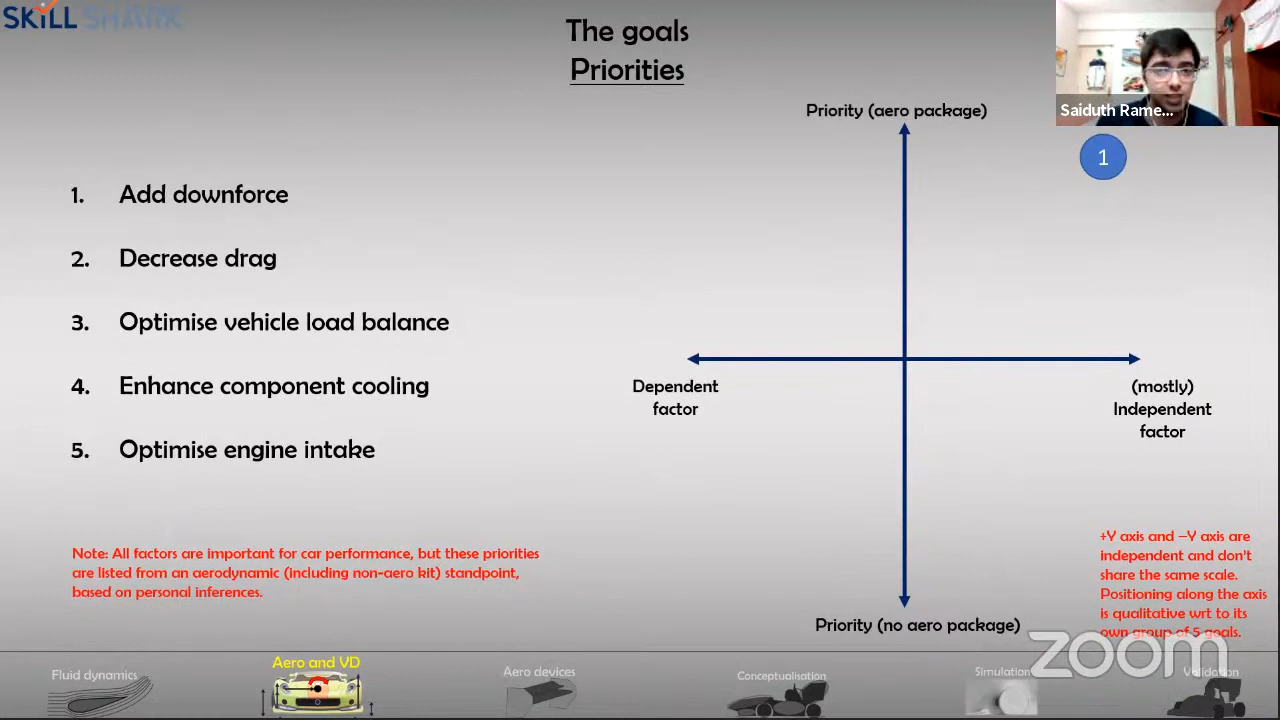 SKILL SHARK
The goals
Priorities
Saiduth Rame...
Priority (aero package)
1
1. Add downforce
2. Decrease drag
3. Optimise vehicle load balance
4. Enhance component cooling
5. Optimise engine intake
Dependent
factor
(mostly)
Independent
factor
Note: All factors are important for car performance, but these priorities
are listed from an aerodynamic (including non-aero kit) standpoint,
based on personal inferences.
+Y axis and –Y axis are
independent and don't
share the same scale.
Positioning along the axis
is qualitative wrt to its
own group of 5 goals.
Priority (no aero package)
zoom
Fluid dynamics
Aero and VD
Aero devices
Conceptualisation
Simulation
Validation